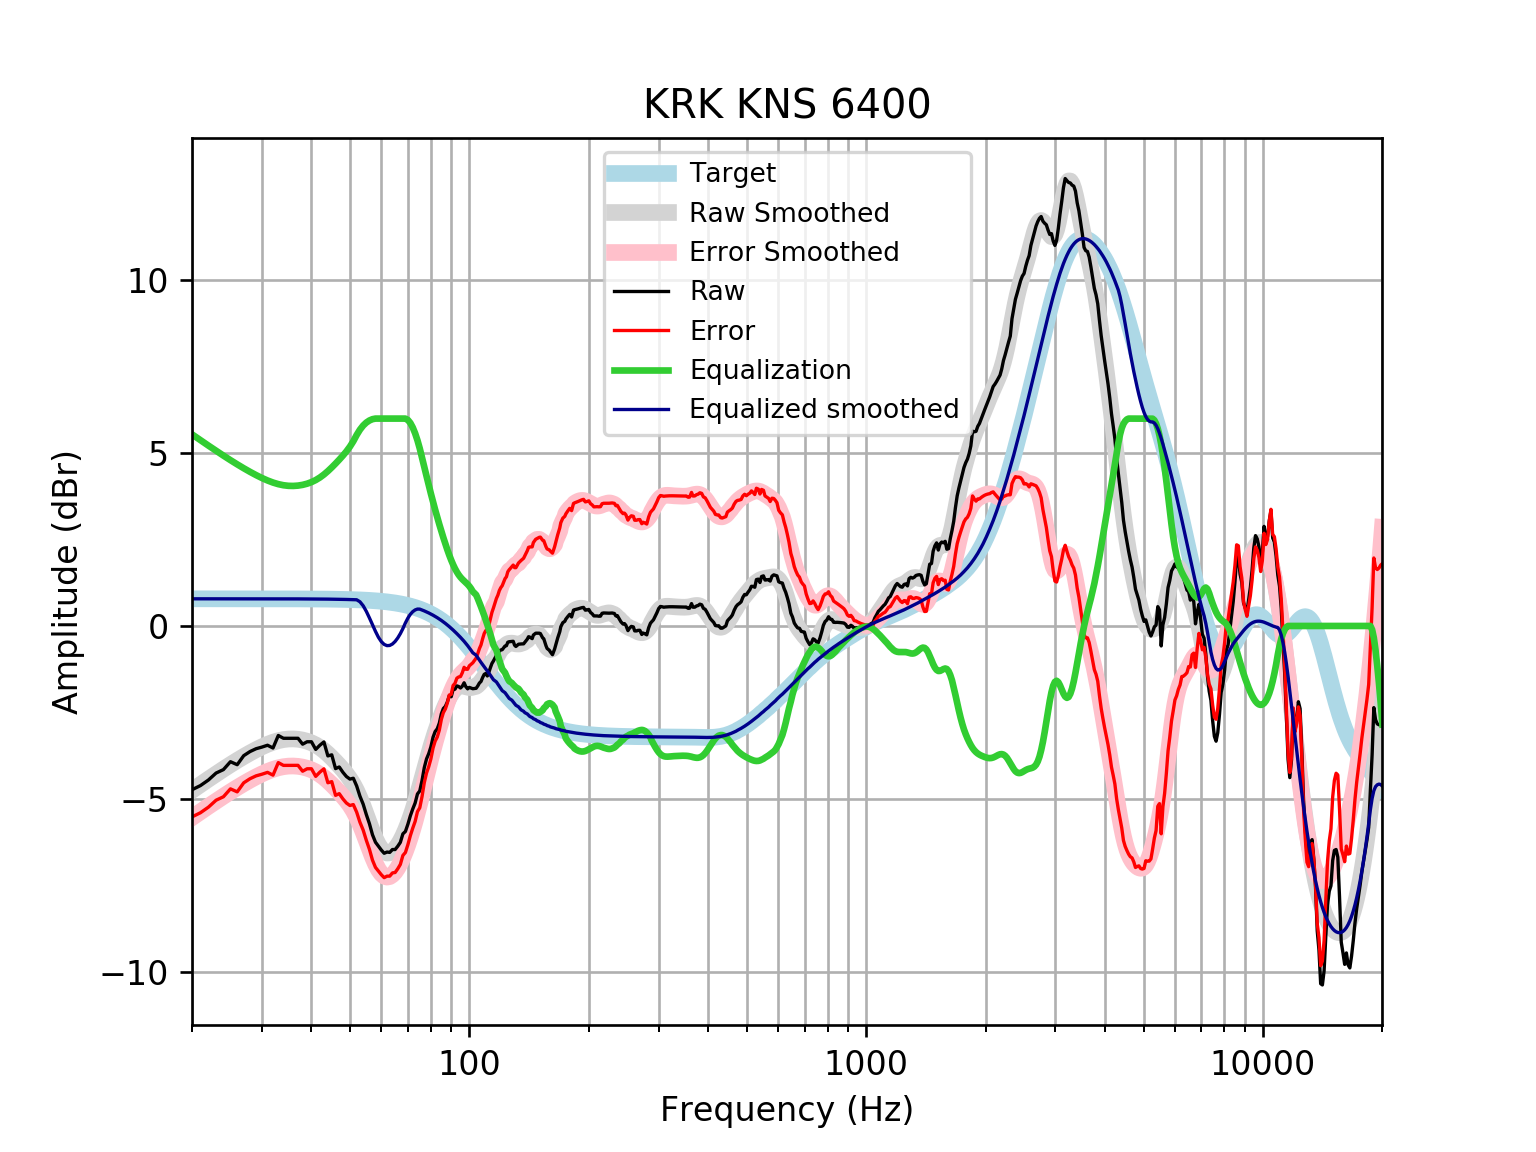 KRK KNS 6400
Target
Raw Smoothed
Error Smoothed
Raw
Error
Equalization
Equalized smoothed
10
5
0
−5
−10
Amplitude (dBr)
100
1000
10000
Frequency (Hz)